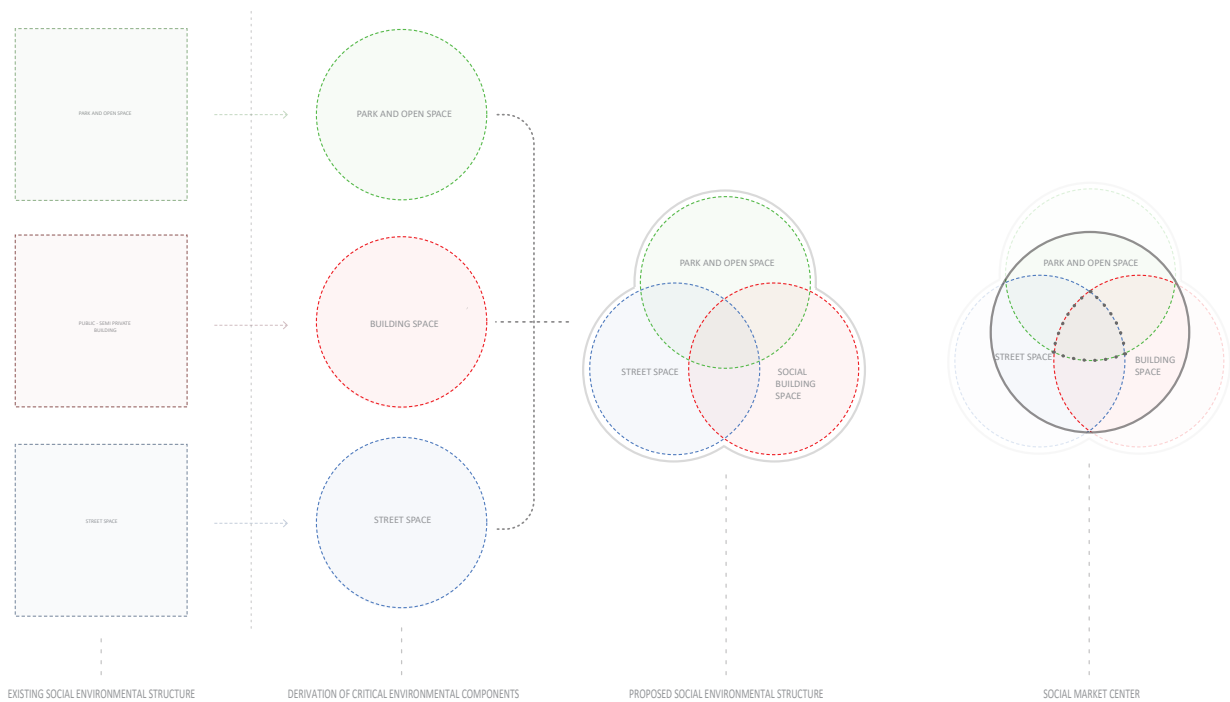 PARK AND OPEN SPACE
PUBLIC - SEMI PRIVATE
BUILDING
STREET SPACE
PARK AND OPEN SPACE
BUILDING SPACE
STREET SPACE
PARK AND OPEN SPACE
STREET SPACE
SOCIAL
BUILDING
SPACE
PARK AND OPEN SPACE
STREET SPACE
BUILDING
SPACE
EXISTING SOCIAL ENVIRONMENTAL STRUCTURE
DERIVATION OF CRITICAL ENVIRONMENTAL COMPONENTS
PROPOSED SOCIAL ENVIRONMENTAL STRUCTURE
SOCIAL MARKET CENTER